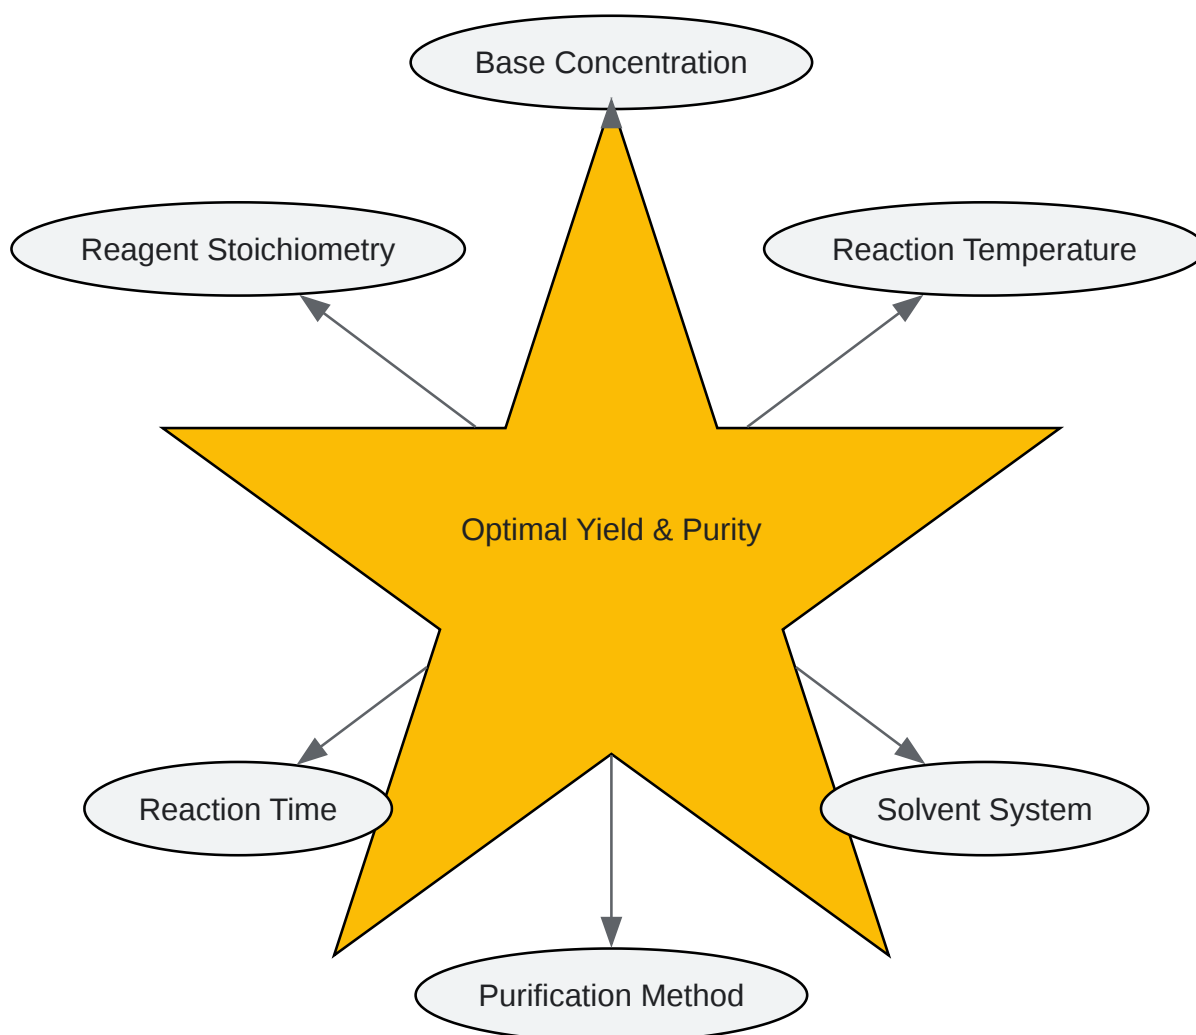 Base Concentration
Reagent Stoichiometry
Reaction Temperature
Optimal Yield & Purity
Reaction Time
Solvent System
Purification Method